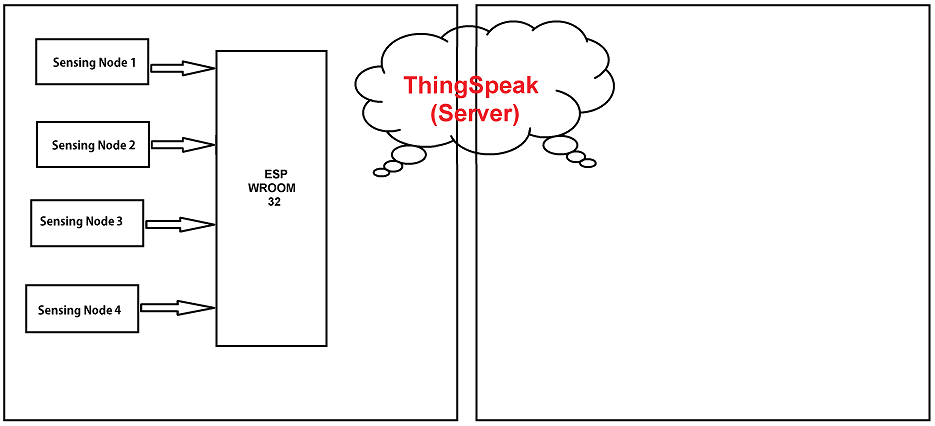 Sensing Node 1
Sensing Node 2
Sensing Node 3
Sensing Node 4
ESP
WROOM
32
ThingSpeak
(Server)